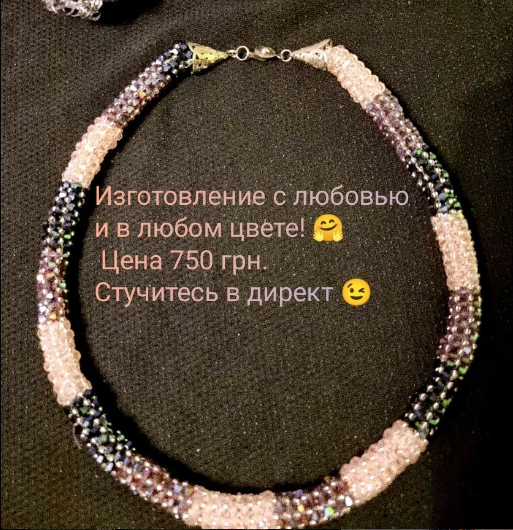 Изготовление с любовью
и в любом цвете! 🤗
Цена 750 грн.
Стучитесь в директ 😉